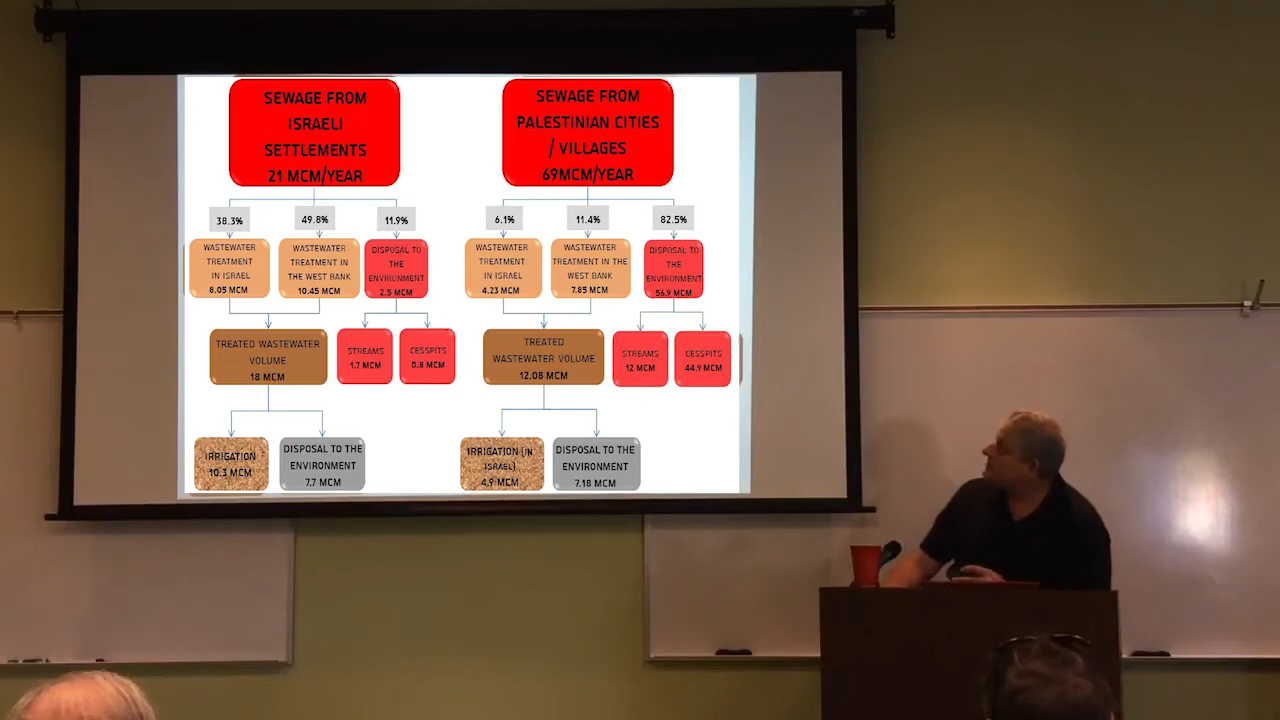 SEWAGE FROM
ISRAELI
SETTLEMENTS
21 MCM/YEAR
38.3%
49.8%
11.9%
WASTEWATER
TREATMENT
IN ISRAEL
8.05 MCM
WASTEWATER
TREATMENT IN
THE WEST BANK
10.45 MCM
DISPOSAL TO
THE
ENVIRONMENT
2.5 MCM
TREATED WASTEWATER
VOLUME
18 MCM
STREAMS
1.7 MCM
CESSPITS
0.8 MCM
IRRIGATION
10.3 MCM
DISPOSAL TO THE
ENVIRONMENT
7.7 MCM
SEWAGE FROM
PALESTINIAN CITIES
/ VILLAGES
69MCM/YEAR
6.1%
11.4%
82.5%
WASTEWATER
TREATMENT
IN ISRAEL
4.23 MCM
WASTEWATER
TREATMENT IN THE
WEST BANK
7.85 MCM
DISPOSAL TO
THE
ENVIRONMENT
56.9 MCM
TREATED
WASTEWATER VOLUME
12.08 MCM
STREAMS
12 MCM
CESSPITS
44.9 MCM
IRRIGATION (IN
ISRAEL)
4.9 MCM
DISPOSAL TO THE
ENVIRONMENT
7.18 MCM